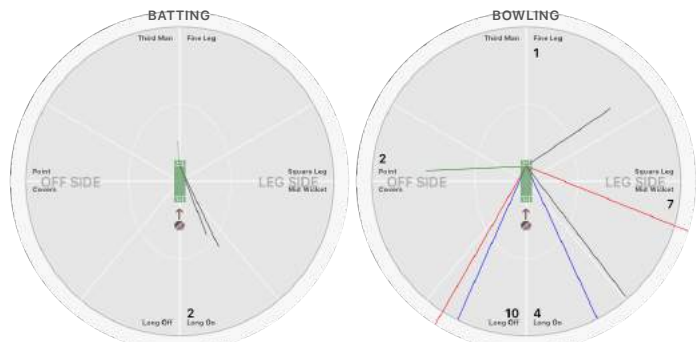 BATTING
Third Man Fine Leg
Point
OFF SIDE
Covers
Square Leg
LEG SIDE
Mid Wicket
2
Long Off Long On
BOWLING
Third Man Fine Leg
1
2
Point
OFF SIDE
Covers
Square Leg
LEG SIDE
Mid Wicket
7
10 4
Long Off Long On